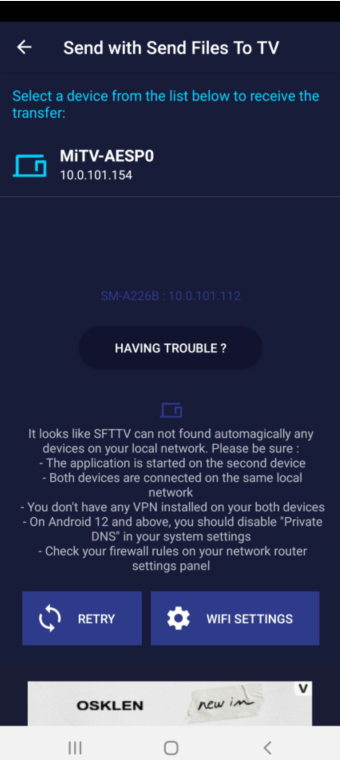 Send with Send Files To TV
Select a device from the list below to receive the
transfer:
MiTV-AESP0
10.0.101.154
SM-A226B : 10.0.101.112
HAVING TROUBLE ?
It looks like SFTTV can not found automagically any
devices on your local network. Please be sure :
- The application is started on the second device
- Both devices are connected on the same local
network
- You don't have any VPN installed on your both devices
- On Android 12 and above, you should disable "Private
DNS" in your system settings
- Check your firewall rules on your network router
settings panel
RETRY
WIFI SETTINGS
OSKLEN
new in
V